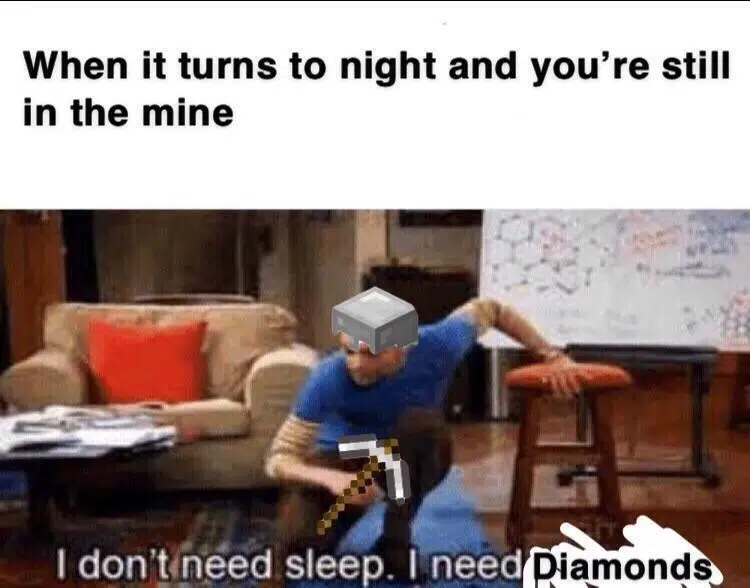 When it turns to night and you're still
in the mine
I don't need sleep. I need Diamonds